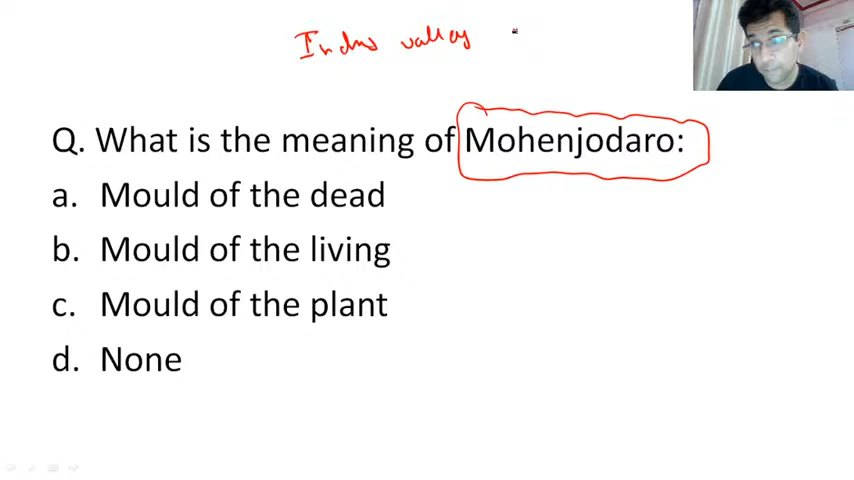 Indus valley
Q. What is the meaning of Mohenjodaro:
a. Mould of the dead
b. Mould of the living
c. Mould of the plant
d. None